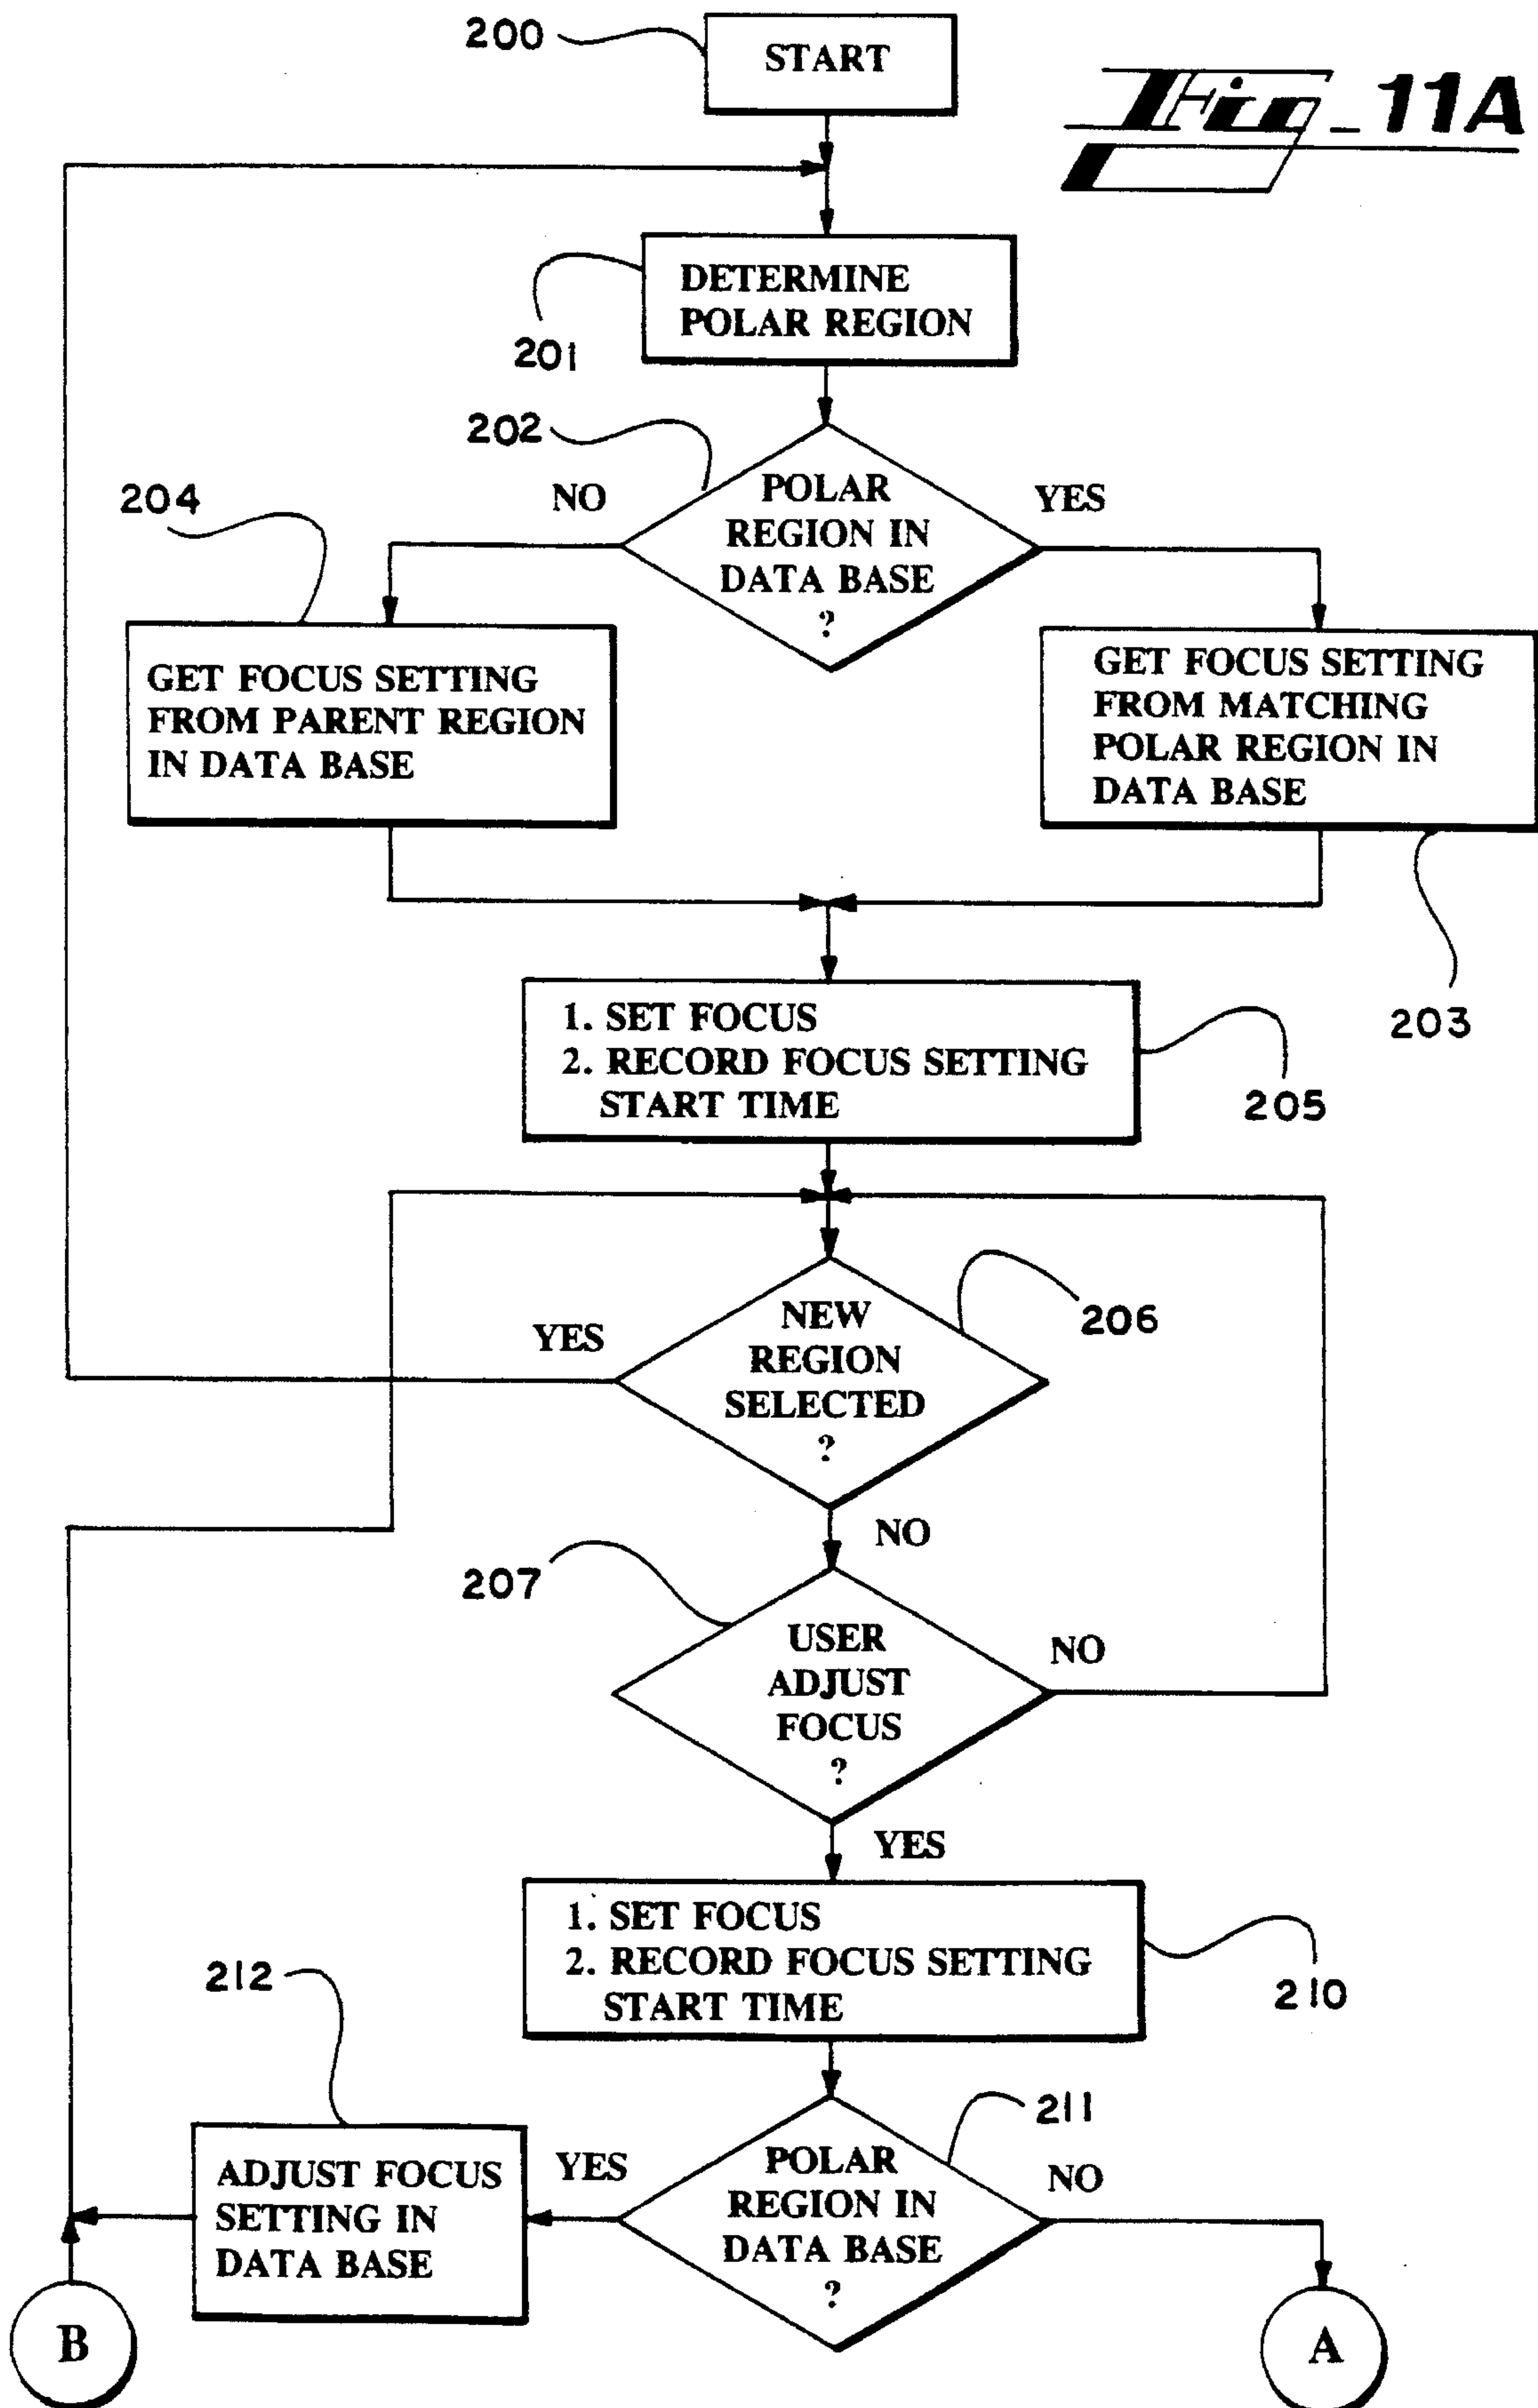 200
START
Fig_11A
DETERMINE
POLAR REGION
201
202
NO
POLAR
REGION IN
DATA BASE
?
YES
204
GET FOCUS SETTING
FROM PARENT REGION
IN DATA BASE
GET FOCUS SETTING
FROM MATCHING
POLAR REGION IN
DATA BASE
203
1. SET FOCUS
2. RECORD FOCUS SETTING
START TIME
205
206
YES
NEW
REGION
SELECTED
?
NO
207
USER
ADJUST
FOCUS
?
NO
YES
1. SET FOCUS
2. RECORD FOCUS SETTING
START TIME
210
212
211
ADJUST FOCUS
SETTING IN
DATA BASE
YES
POLAR
REGION IN
DATA BASE
?
NO
B
A